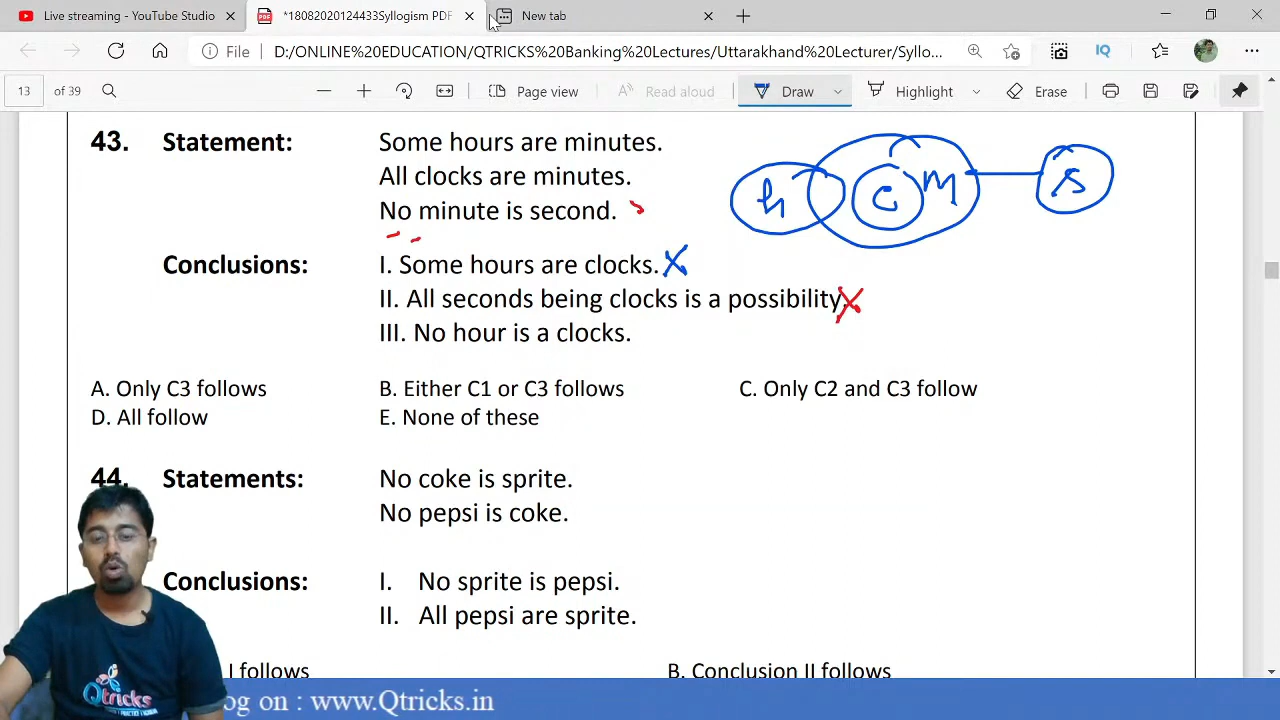 Live streaming - YouTube Studio
*18082020124433Syllogism PDF
New tab
File
D:/ONLINE%20EDUCATION/QTRICKS%20Banking%20Lectures/Uttarakhand%20Lecturer/Syllo...
IQ
13 of 39
Page view
Read aloud
Draw
Highlight
Erase
43. Statement: Some hours are minutes.
All clocks are minutes.
No minute is second.
h c m s
Conclusions: I. Some hours are clocks.
II. All seconds being clocks is a possibility
III. No hour is a clocks.
A. Only C3 follows B. Either C1 or C3 follows C. Only C2 and C3 follow
D. All follow E. None of these
44. Statements: No coke is sprite.
No pepsi is coke.
Conclusions: I. No sprite is pepsi.
II. All pepsi are sprite.
I follows B. Conclusion II follows
Qtricks
og on : www.Qtricks.in